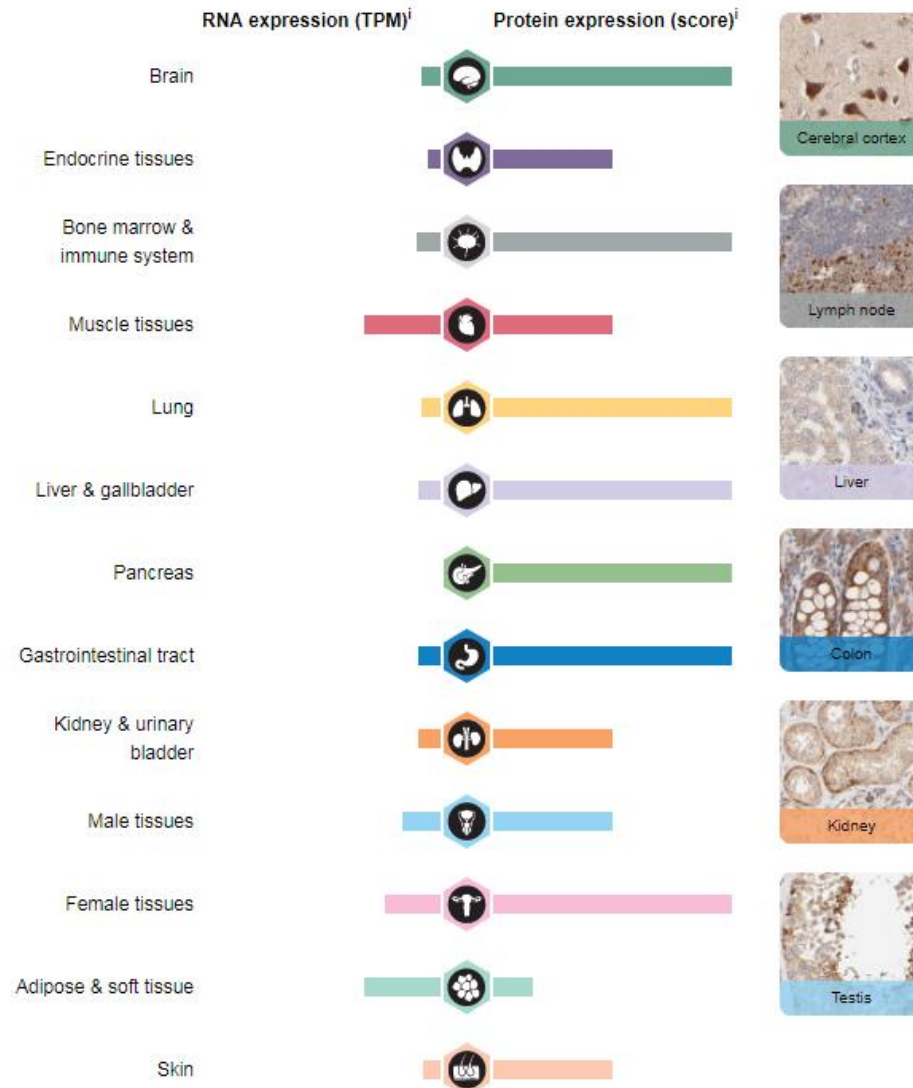 RNA expression (TPM)ⁱ Protein expression (score)ⁱ
Brain
Cerebral cortex
Endocrine tissues
Bone marrow &
immune system
Lymph node
Muscle tissues
Lung
Liver & gallbladder
Liver
Pancreas
Gastrointestinal tract
Colon
Kidney & urinary
bladder
Male tissues
Kidney
Female tissues
Adipose & soft tissue
Testis
Skin